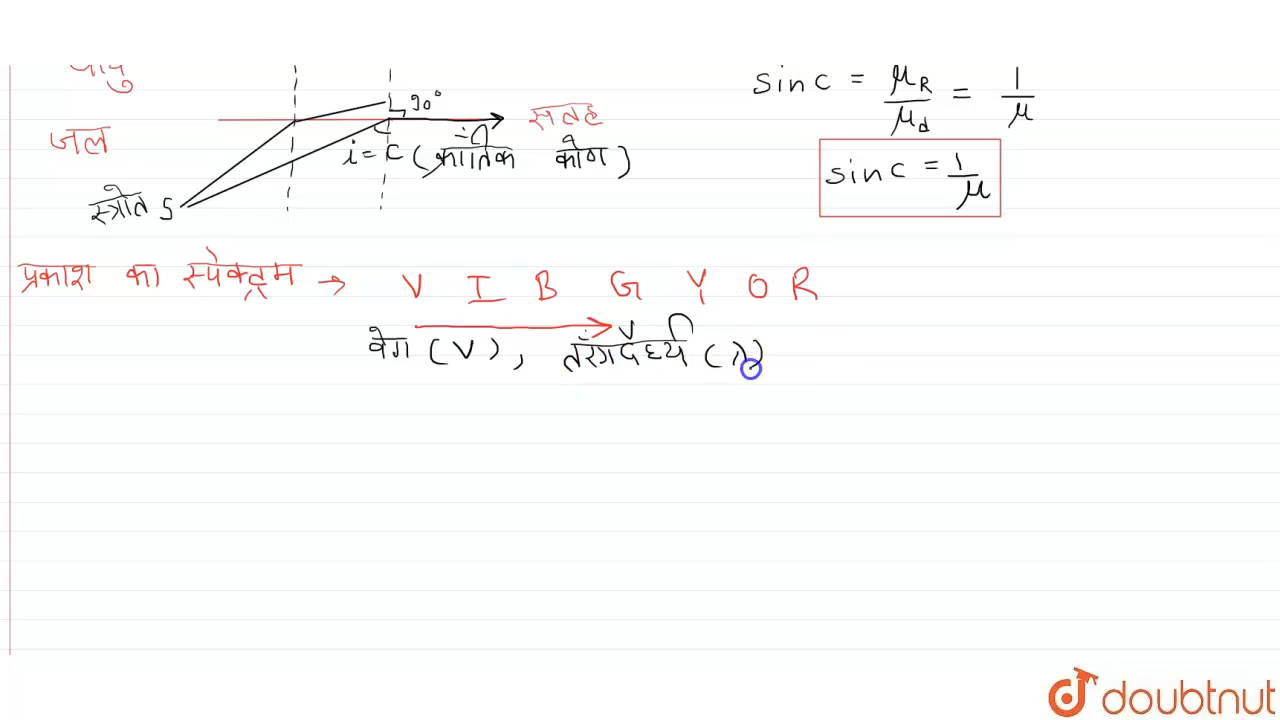 वायु
90°
sin c = μR/μd = 1/μ
जल
सतह
c
i = c (क्रांतिक कोण)
sin c = 1/μ
स्त्रोत S
प्रकाश का स्पेक्ट्रम → V I B G Y O R
वेग (V), तरंगदैर्ध्य (λ)
doubtnut